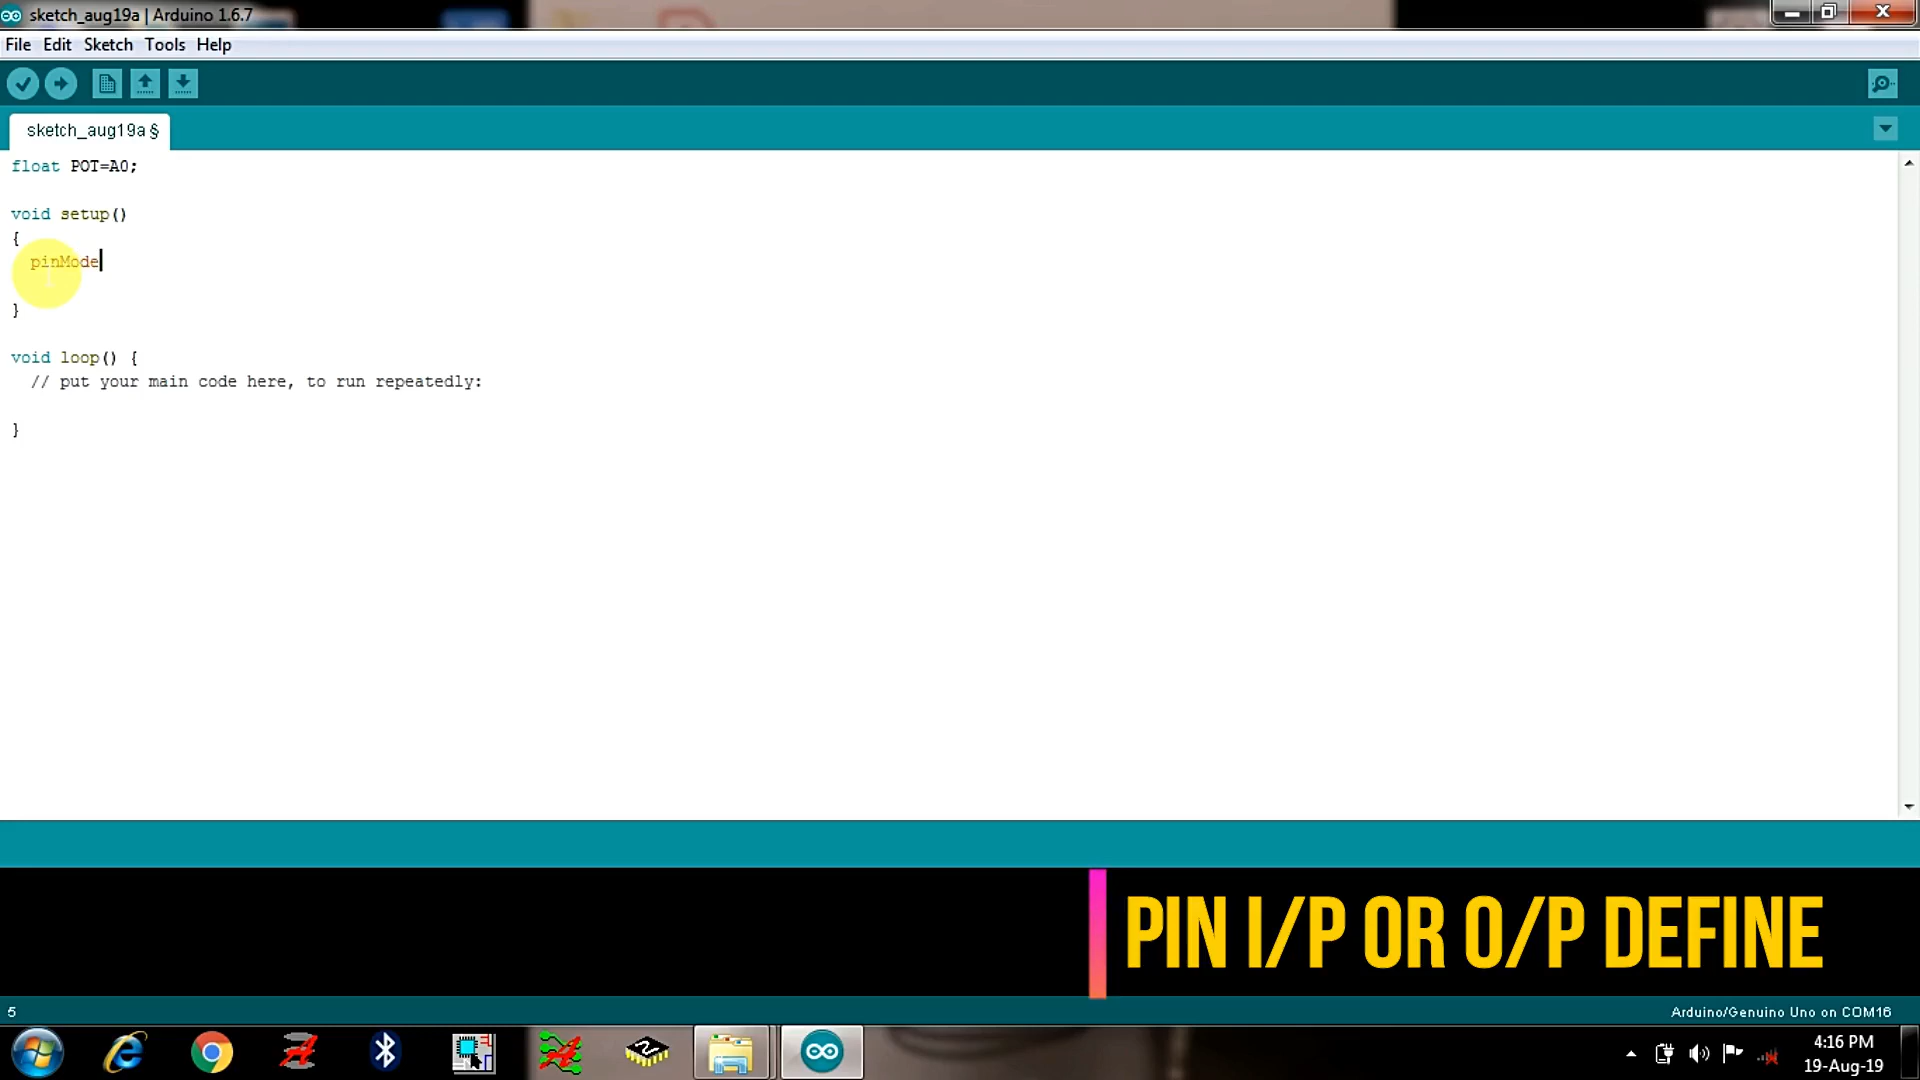 sketch_aug19a | Arduino 1.6.7
File Edit Sketch Tools Help
sketch_aug19a §
float POT=A0;
void setup()
{
pinMode
}
void loop() {
// put your main code here, to run repeatedly:
}
PIN I/P OR O/P DEFINE
5
Arduino/Genuino Uno on COM16
4:16 PM
19-Aug-19